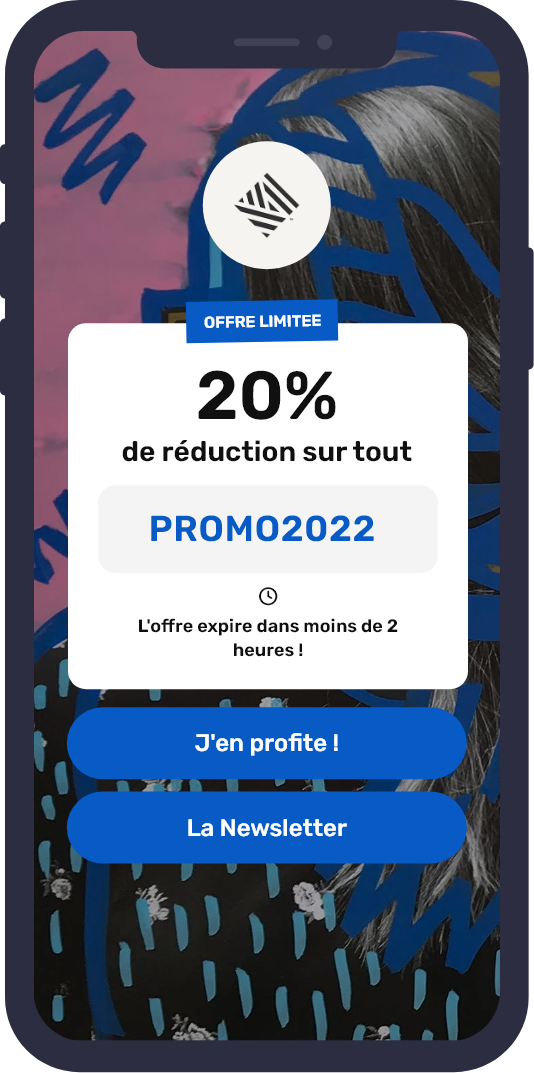 OFFRE LIMITEE
20%
de réduction sur tout
PROMO2022
L'offre expire dans moins de 2
heures !
J'en profite !
La Newsletter